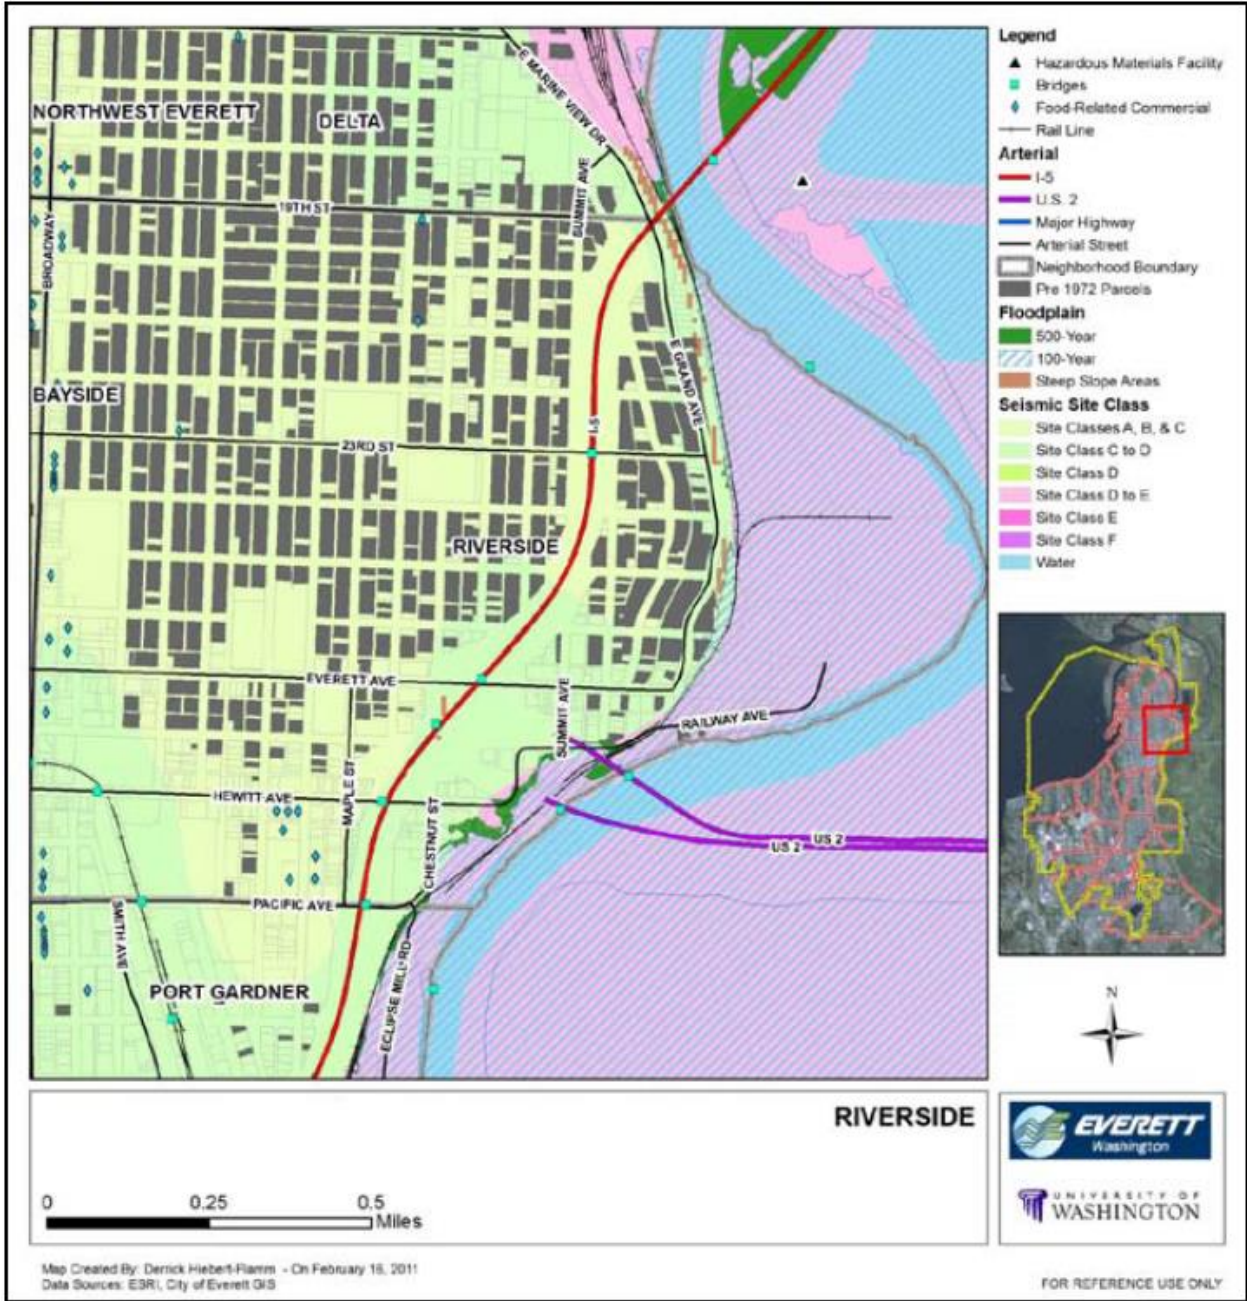 E MARINE VIEW DR
NORTHWEST EVERETT
DELTA
SUMMIT AVE
19TH ST
BROADWAY
E GRAND AVE
BAYSIDE
I-5
23RD ST
RIVERSIDE
EVERETT AVE
SUMMIT AVE
RAILWAY AVE
MAPLE ST
HEWITT AVE
CHESTNUT ST
US 2
US 2
PACIFIC AVE
SMITH AVE
ECLIPSE MILL RD
PORT GARDNER
Legend
Hazardous Materials Facility
Bridges
Food-Related Commercial
Rail Line
Arterial
I-5
U.S. 2
Major Highway
Arterial Street
Neighborhood Boundary
Pre 1972 Parcels
Floodplain
500-Year
100-Year
Steep Slope Areas
Seismic Site Class
Site Classes A, B, & C
Site Class C to D
Site Class D
Site Class D to E
Site Class E
Site Class F
Water
N
RIVERSIDE
0 0.25 0.5
Miles
EVERETT
Washington
UNIVERSITY OF
WASHINGTON
Map Created By: Derrick Hiebert-Flamm - On February 16, 2011
Data Sources: ESRI, City of Everett GIS
FOR REFERENCE USE ONLY